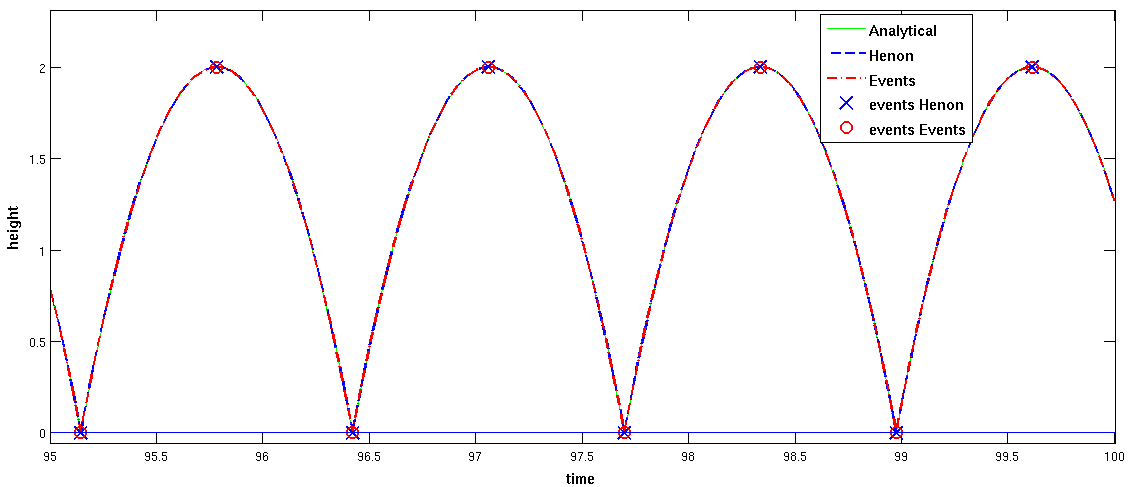 Analytical
Henon
Events
events Henon
events Events
height
2
1.5
1
0.5
0
95 95.5 96 96.5 97 97.5 98 98.5 99 99.5 100
time